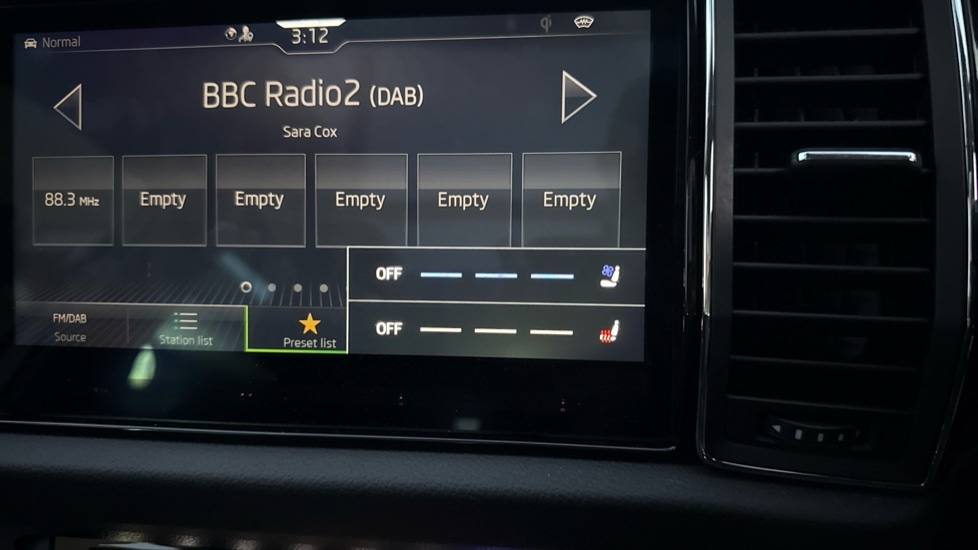 Normal
3:12
BBC Radio2 (DAB)
Sara Cox
88.3 MHz
Empty
Empty
Empty
Empty
Empty
OFF
OFF
FM/DAB
Source
Station list
Preset list